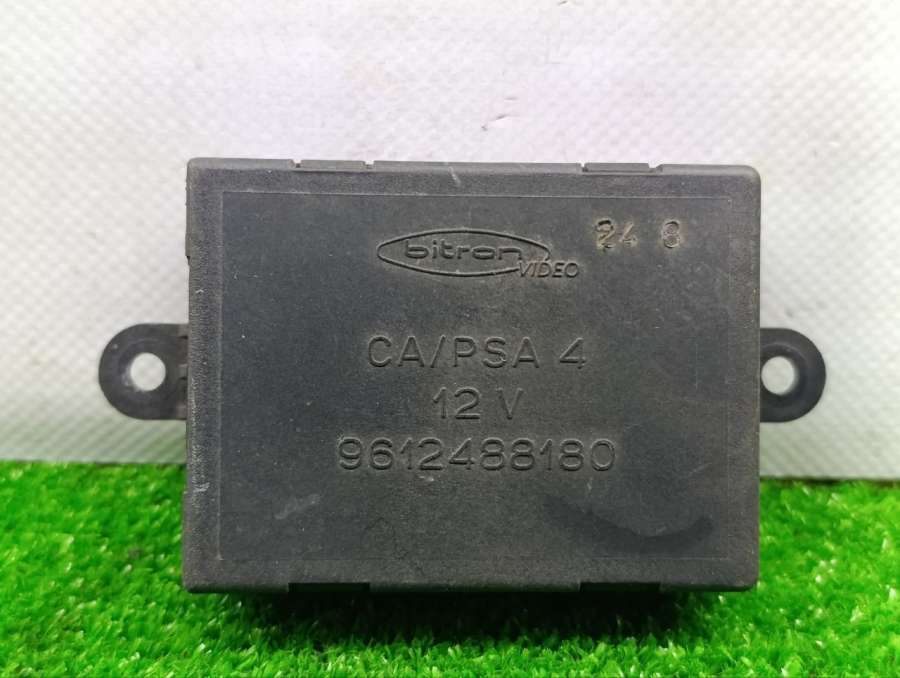 bitron VIDEO
24 8
CA/PSA 4
12 V
9612488180